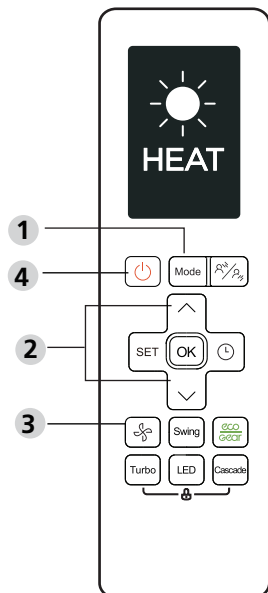 HEAT
1
4
Mode
2
SET OK
3
Swing eco GEAR
Turbo LED Cascade